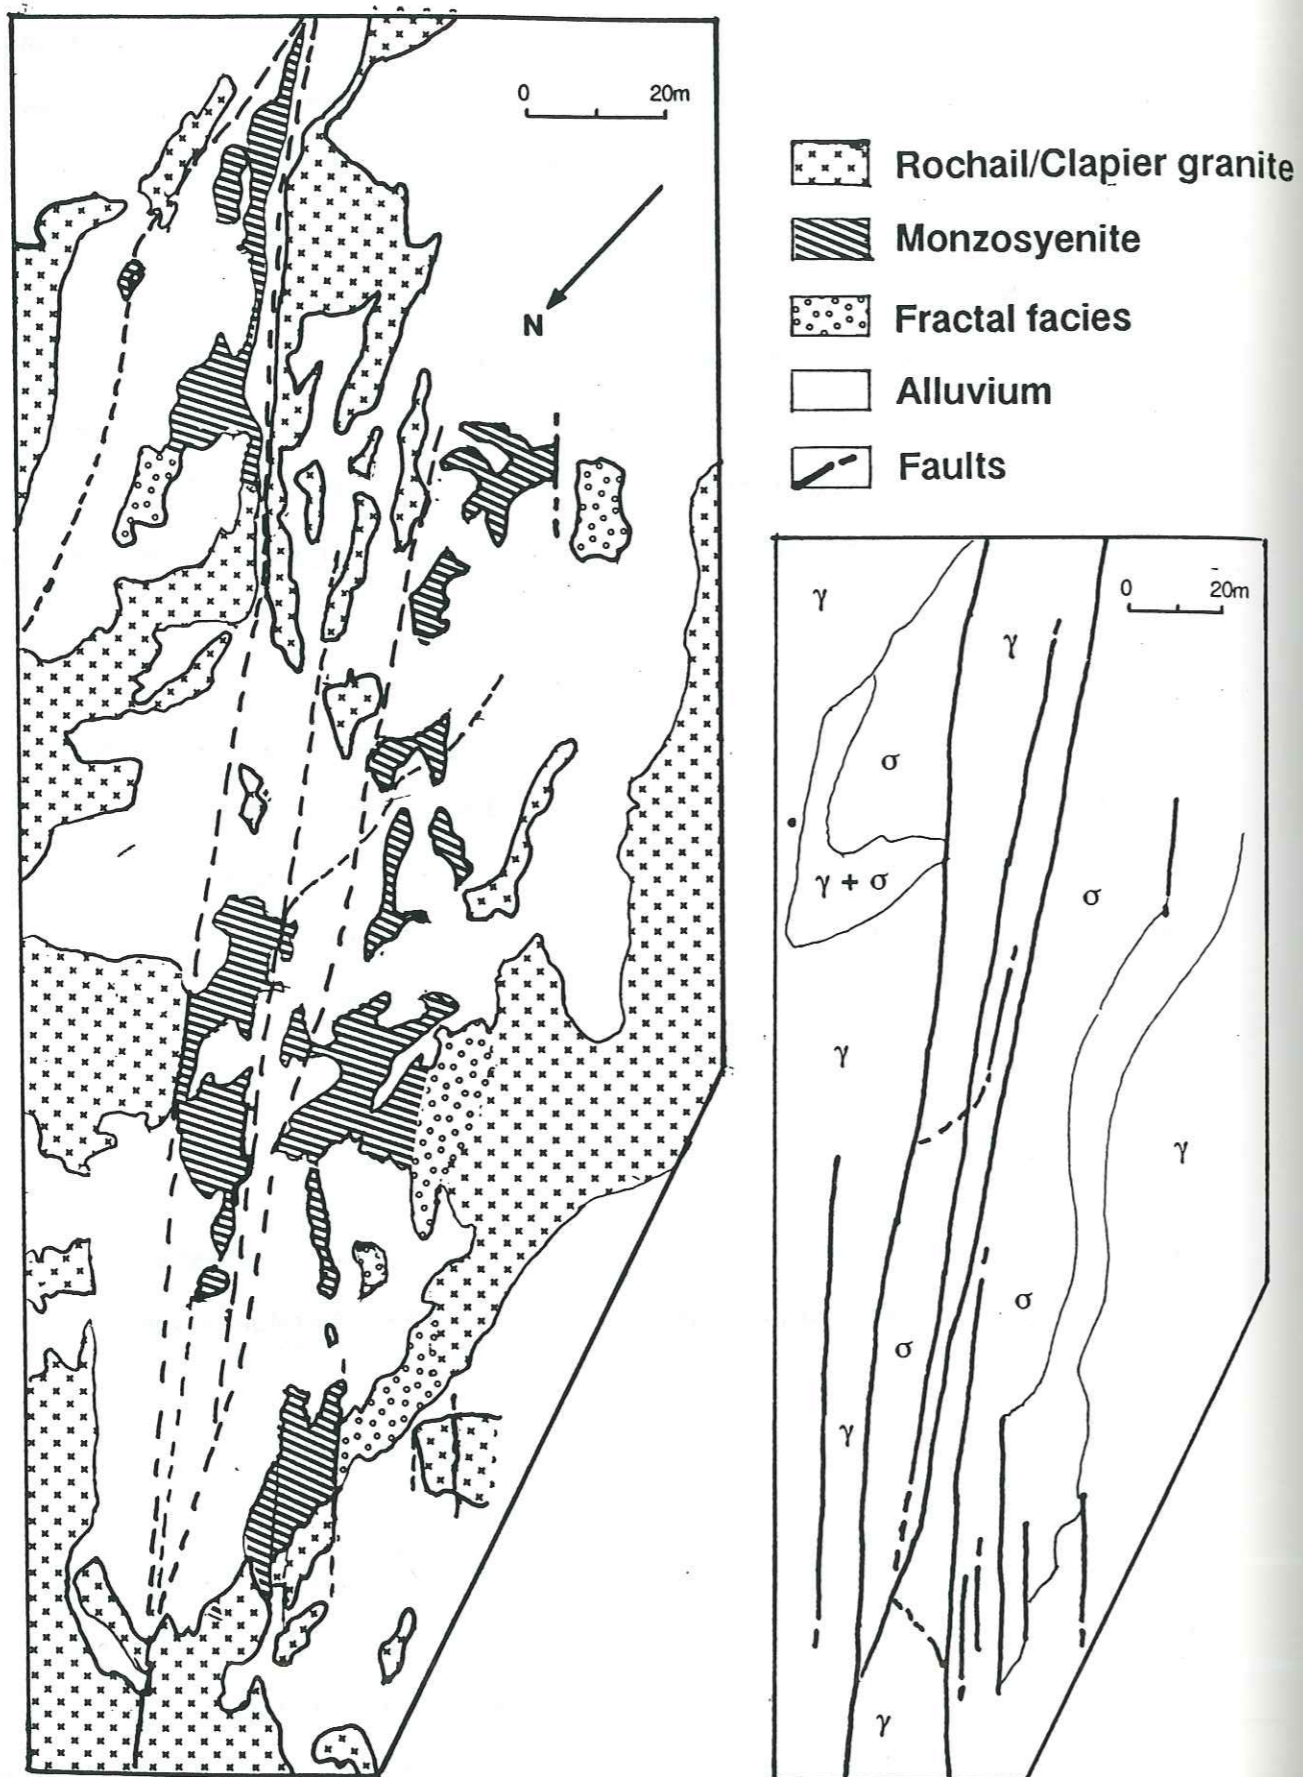 0 20m
N
Rochail/Clapier granite
Monzosyenite
Fractal facies
Alluvium
Faults
0 20m
γ
γ
σ
γ + σ
σ
γ
γ
σ
σ
γ
γ